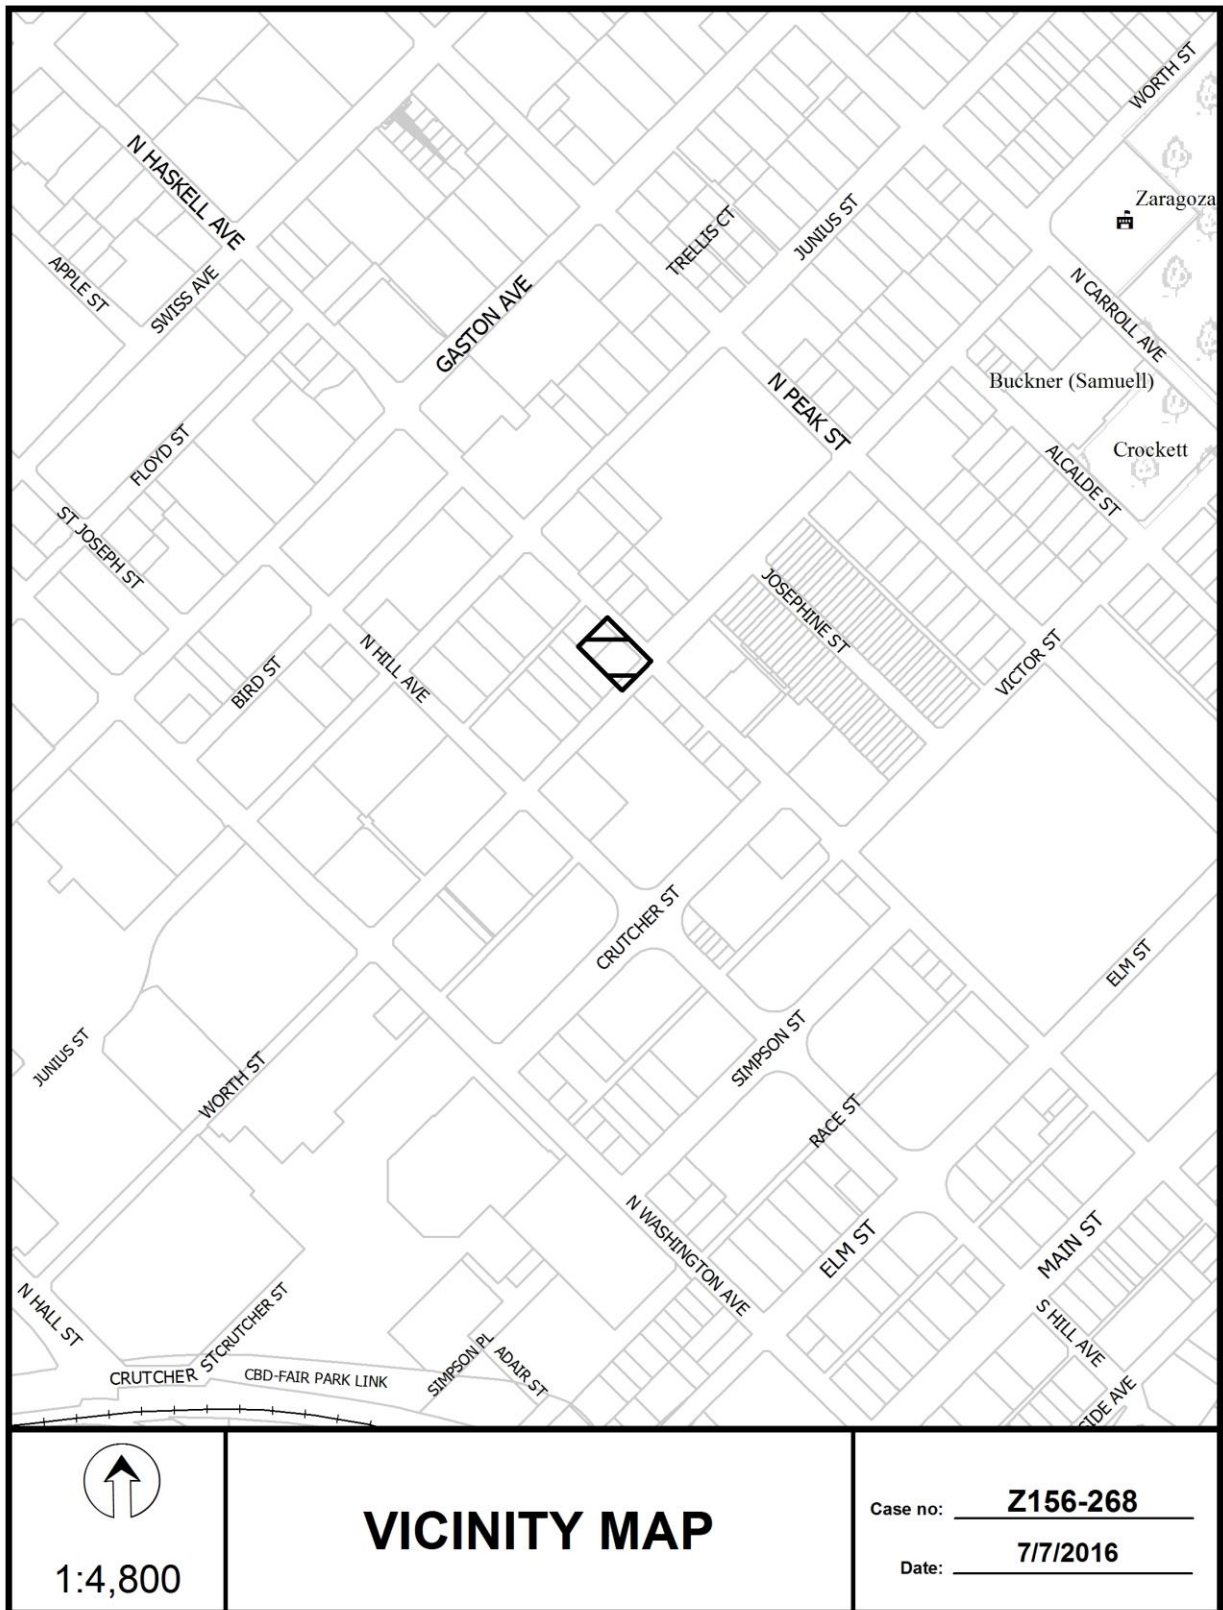 WORTH ST
N HASKELL AVE
Zaragoza
TRELLIS CT
JUNIUS ST
APPLE ST
SWISS AVE
GASTON AVE
N CARROLL AVE
Buckner (Samuell)
N PEAK ST
FLOYD ST
Crockett
ALCALDE ST
ST JOSEPH ST
JOSEPHINE ST
N HILL AVE
VICTOR ST
BIRD ST
CRUTCHER ST
ELM ST
JUNIUS ST
WORTH ST
SIMPSON ST
RACE ST
N WASHINGTON AVE
ELM ST
MAIN ST
N HALL ST
CRUTCHER ST
S HILL AVE
CRUTCHER ST
CBD-FAIR PARK LINK
SIMPSON PL
ADAIR ST
SIDE AVE
1:4,800
VICINITY MAP
Case no: Z156-268
Date: 7/7/2016